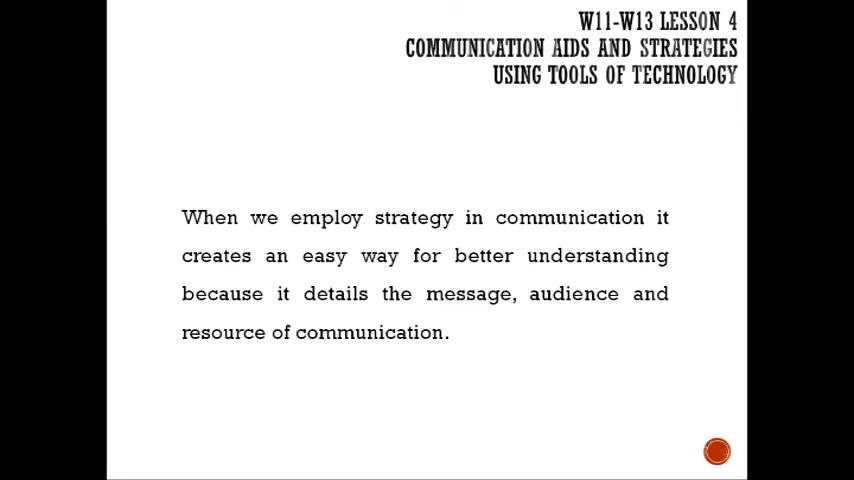 W11-W13 LESSON 4
COMMUNICATION AIDS AND STRATEGIES
USING TOOLS OF TECHNOLOGY
When we employ strategy in communication it
creates an easy way for better understanding
because it details the message, audience and
resource of communication.